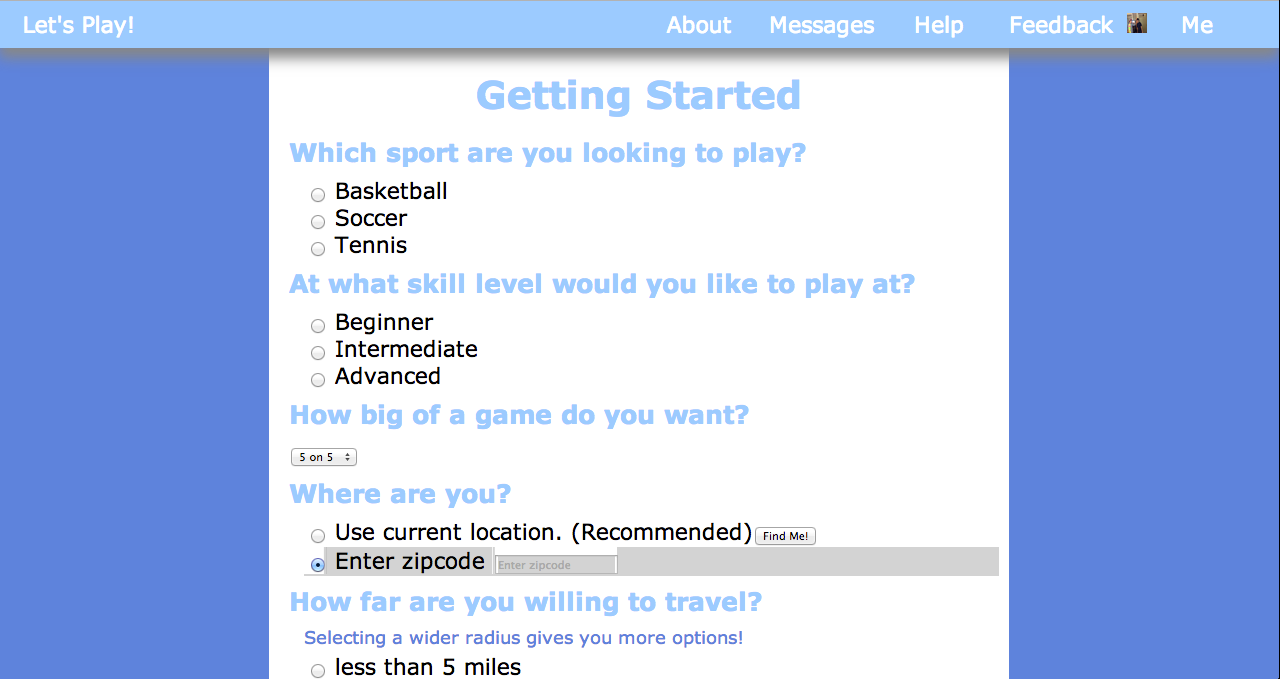 Let's Play! About Messages Help Feedback Me
Getting Started
Which sport are you looking to play?
Basketball
Soccer
Tennis
At what skill level would you like to play at?
Beginner
Intermediate
Advanced
How big of a game do you want?
5 on 5
Where are you?
Use current location. (Recommended) Find Me!
Enter zipcode Enter zipcode
How far are you willing to travel?
Selecting a wider radius gives you more options!
less than 5 miles